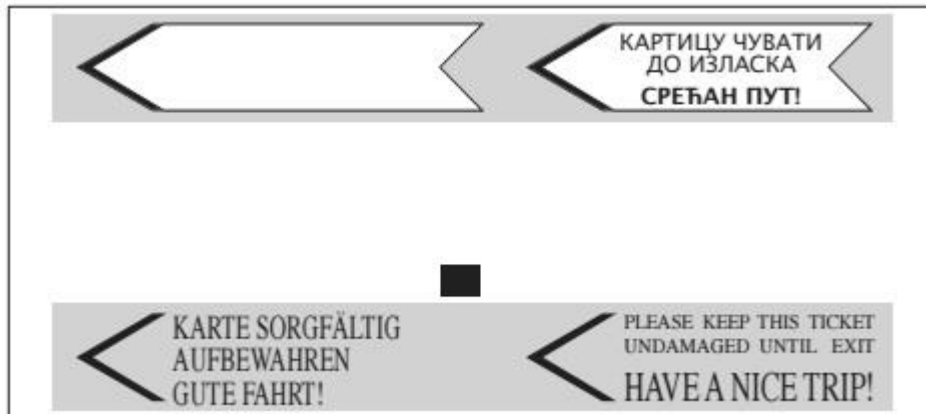 КАРТИЦУ ЧУВАТИ
ДО ИЗЛАСКА
СРЕЋАН ПУТ!
KARTE SORGFÄLTIG
AUFBEWAHREN
GUTE FAHRT!
PLEASE KEEP THIS TICKET
UNDAMAGED UNTIL EXIT
HAVE A NICE TRIP!